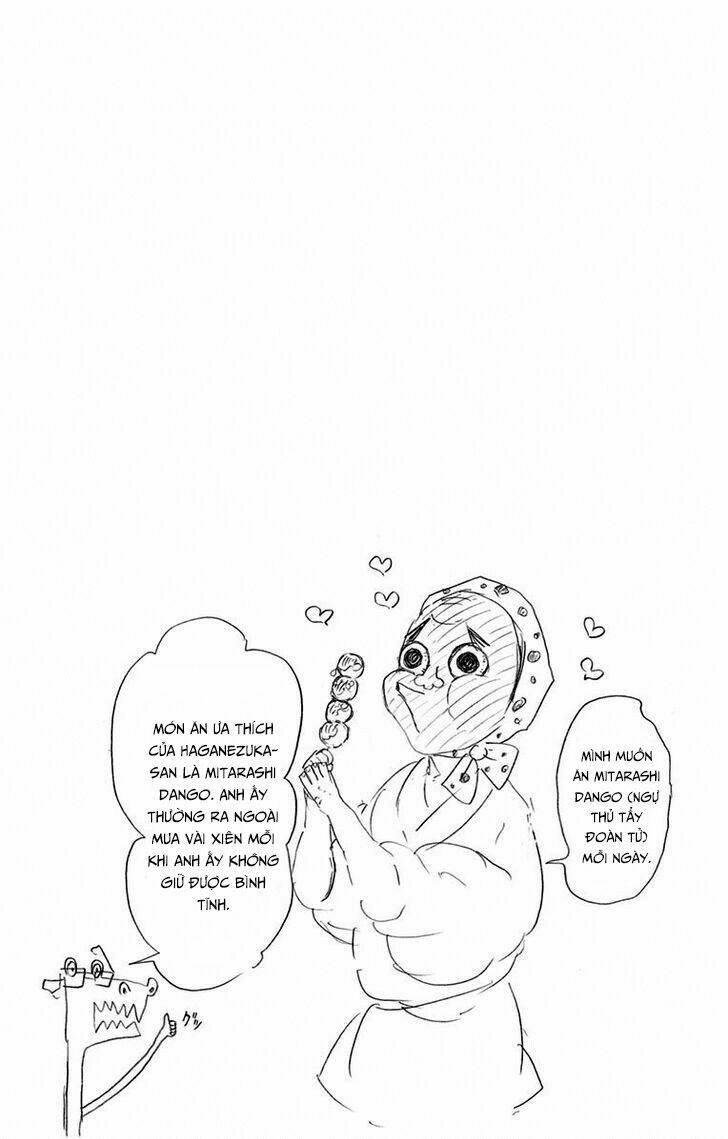 MÌNH MUỐN
ĂN MITARASHI
DANGO (NGỰ
THỦ TẨY
ĐOÀN TỬ)
MỖI NGÀY.
MÓN ĂN ƯA THÍCH
CỦA HAGANEZUKA-
SAN LÀ MITARASHI
DANGO. ANH ẤY
THƯỜNG RA NGOÀI
MUA VÀI XIÊN MỖI
KHI ANH ẤY KHÔNG
GIỮ ĐƯỢC BÌNH
TĨNH.
グッ